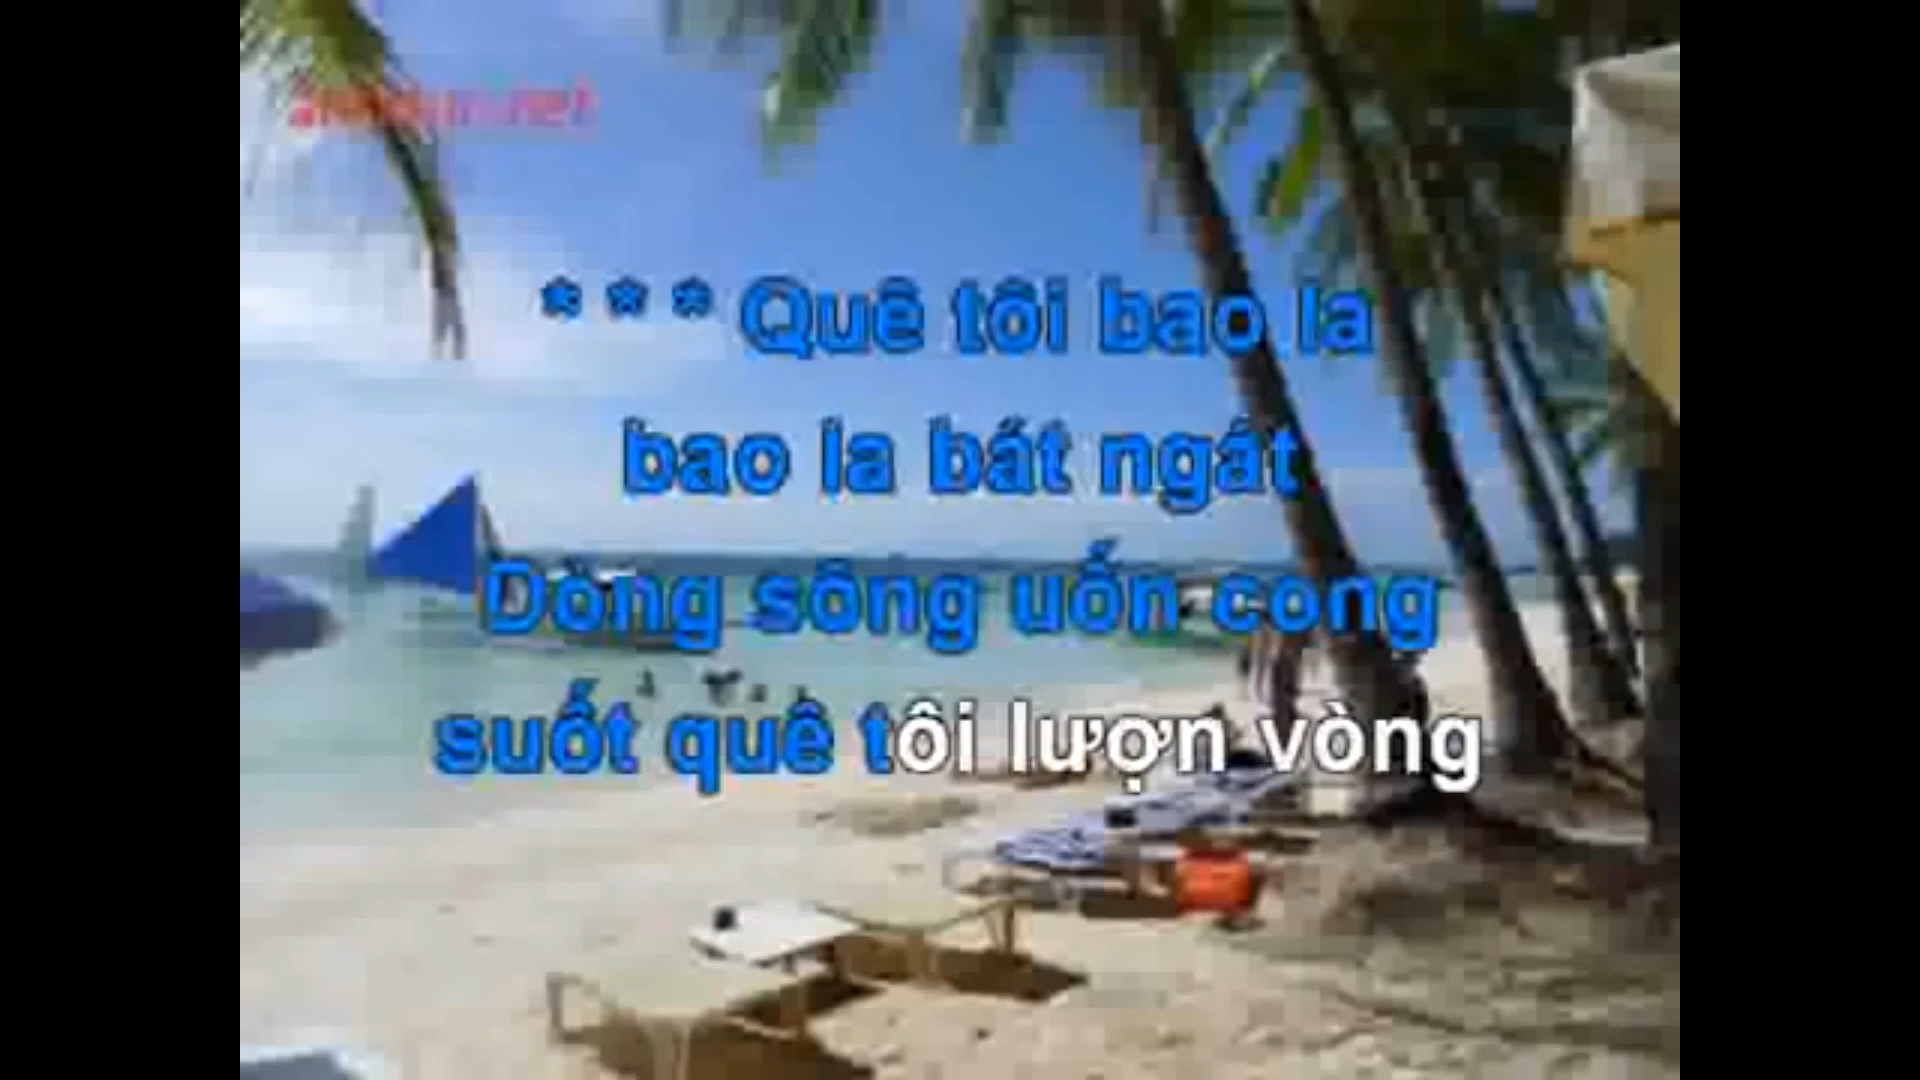 * * * Quê tôi bao la
bao la bát ngát
Dòng sông uốn cong
suốt quê tôi lượn vòng